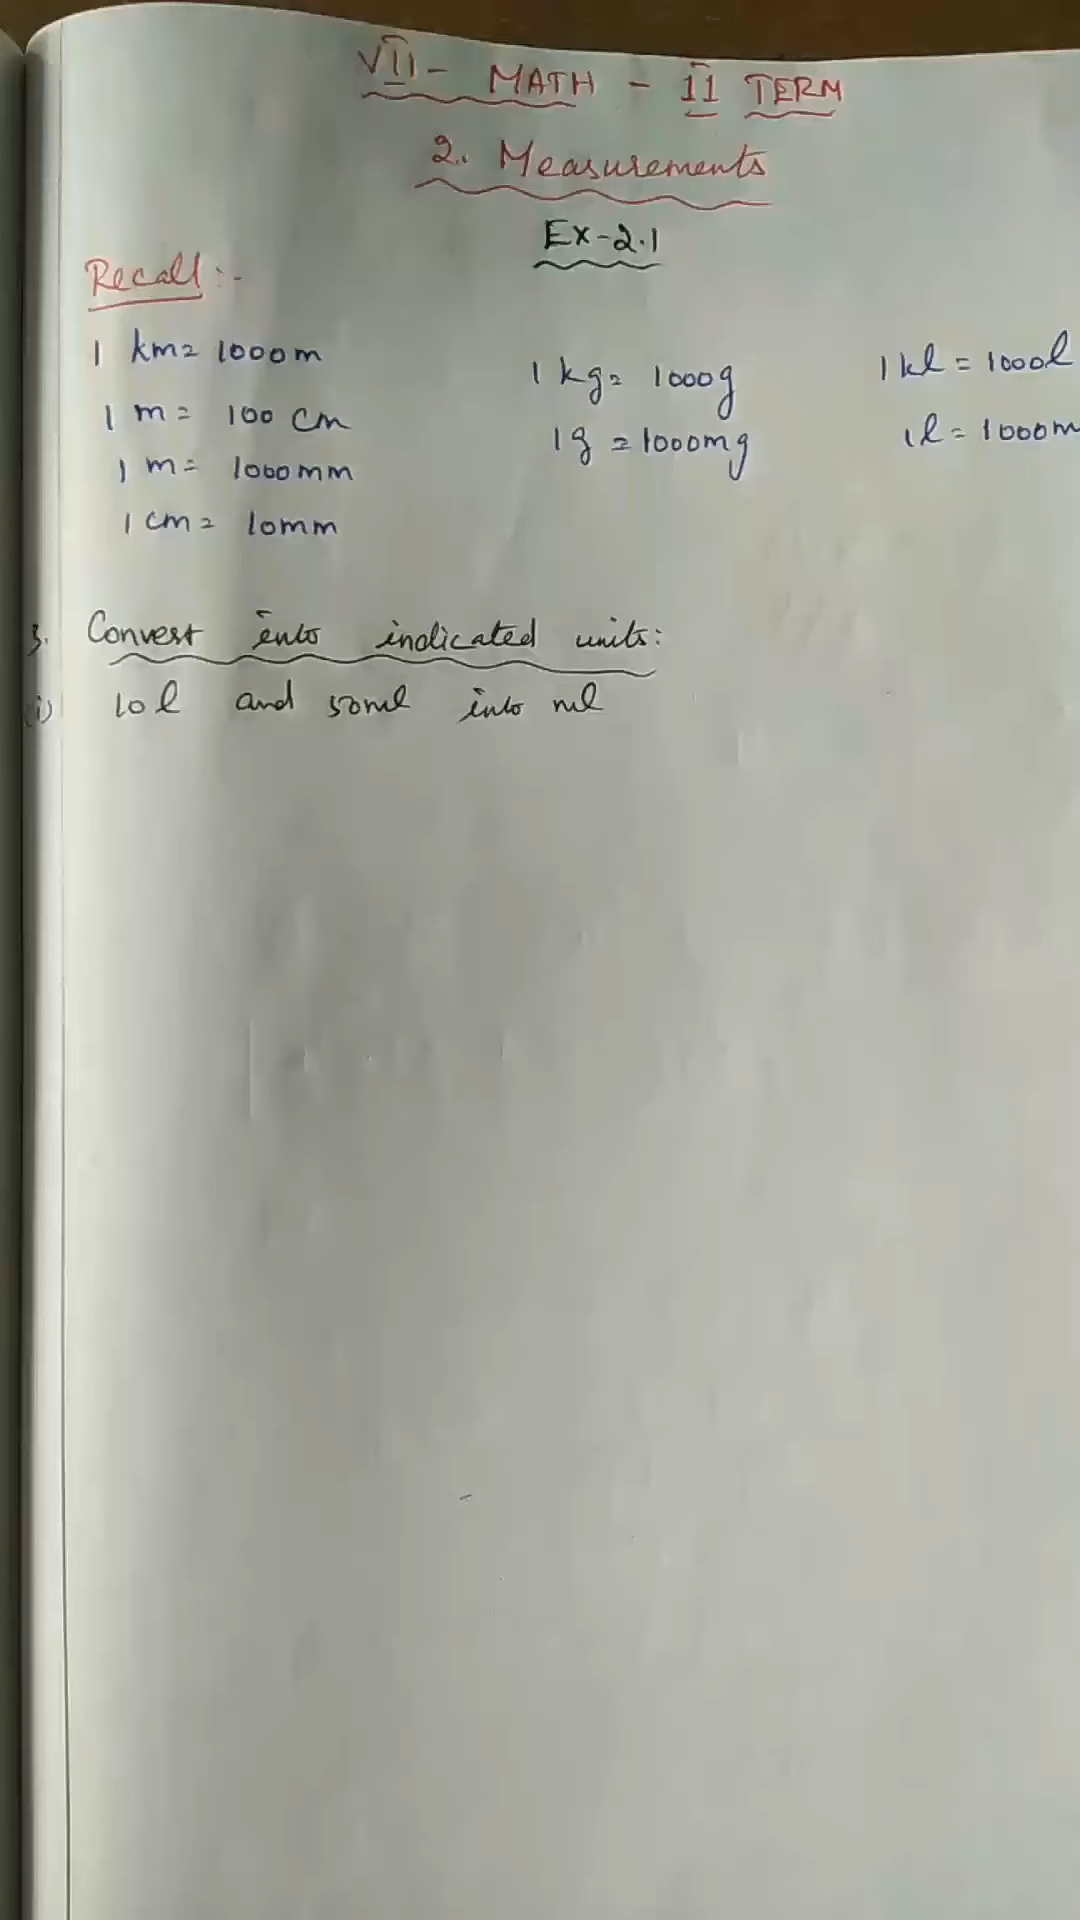 VII - MATH - II TERM
2. Measurements
Ex-2.1
Recall :-
1 km = 1000m
1 m = 100 cm
1 m = 1000mm
1 cm = 10mm
1 kg = 1000g
1g = 1000mg
1 kl = 1000l
1l = 1000m
3. Convert into indicated units:
(i) 10l and 50ml into ml